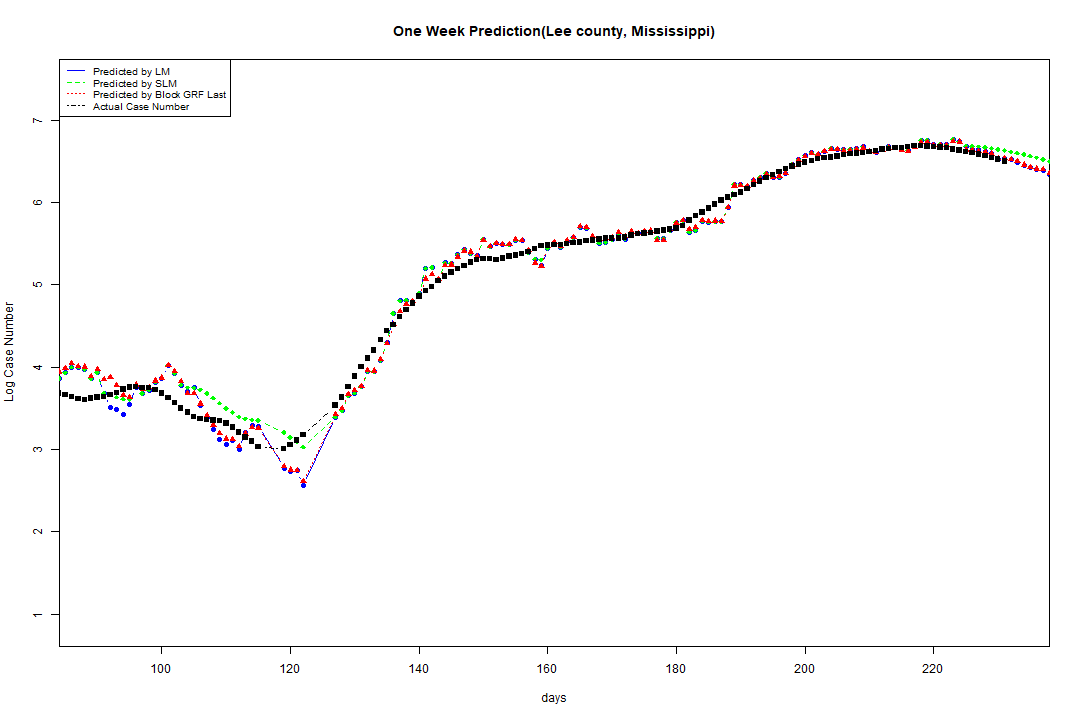 One Week Prediction(Lee county, Mississippi)
Predicted by LM
Predicted by SLM
Predicted by Block GRF Last
Actual Case Number
Log Case Number
7
6
5
4
3
2
1
100 120 140 160 180 200 220
days